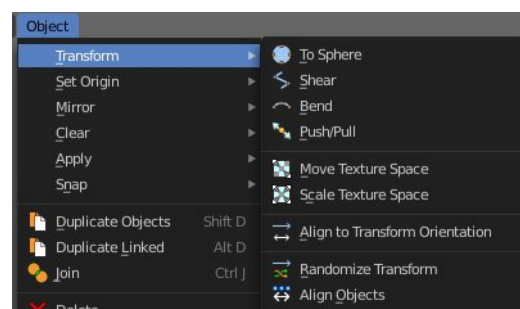 Object
Transform
Set Origin
Mirror
Clear
Apply
Snap
Duplicate Objects Shift D
Duplicate Linked Alt D
Join Ctrl J
Delete
To Sphere
Shear
Bend
Push/Pull
Move Texture Space
Scale Texture Space
Align to Transform Orientation
Randomize Transform
Align Objects